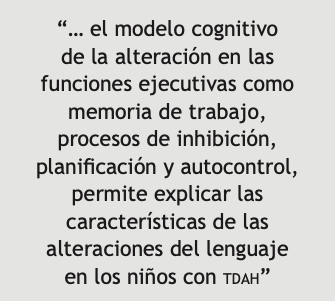 “… el modelo cognitivo
de la alteración en las
funciones ejecutivas como
memoria de trabajo,
procesos de inhibición,
planificación y autocontrol,
permite explicar las
características de las
alteraciones del lenguaje
en los niños con TDAH”